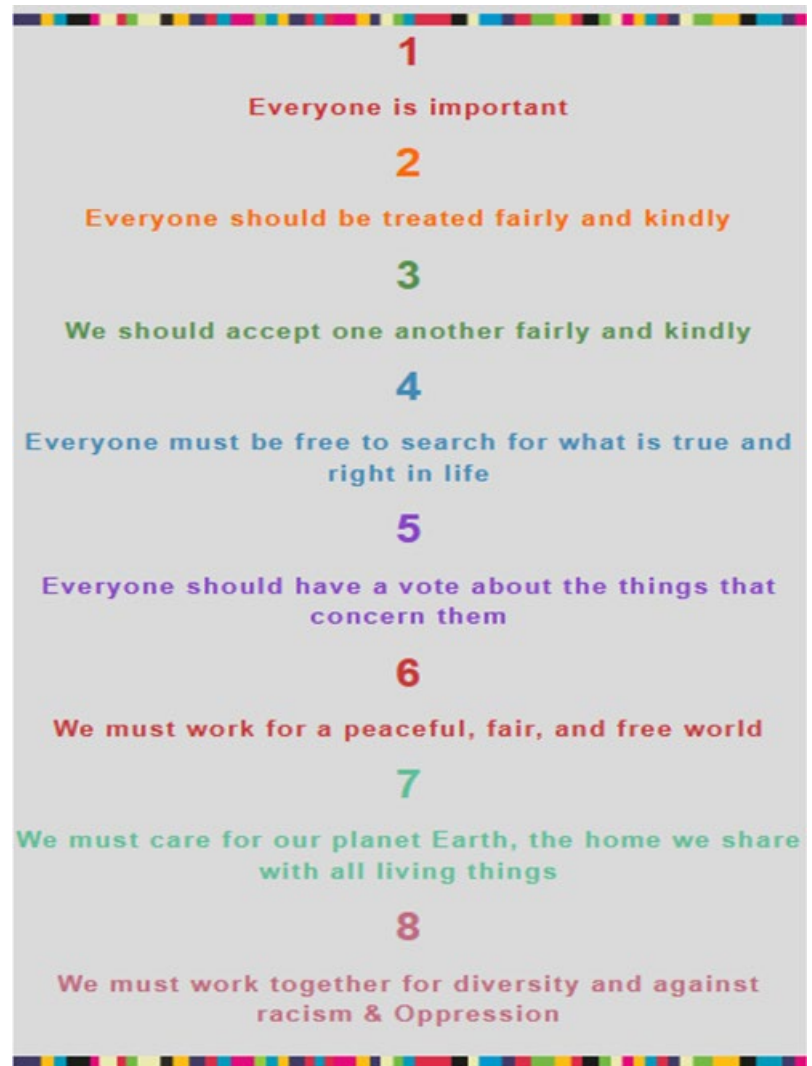 1
Everyone is important
2
Everyone should be treated fairly and kindly
3
We should accept one another fairly and kindly
4
Everyone must be free to search for what is true and
right in life
5
Everyone should have a vote about the things that
concern them
6
We must work for a peaceful, fair, and free world
7
We must care for our planet Earth, the home we share
with all living things
8
We must work together for diversity and against
racism & Oppression